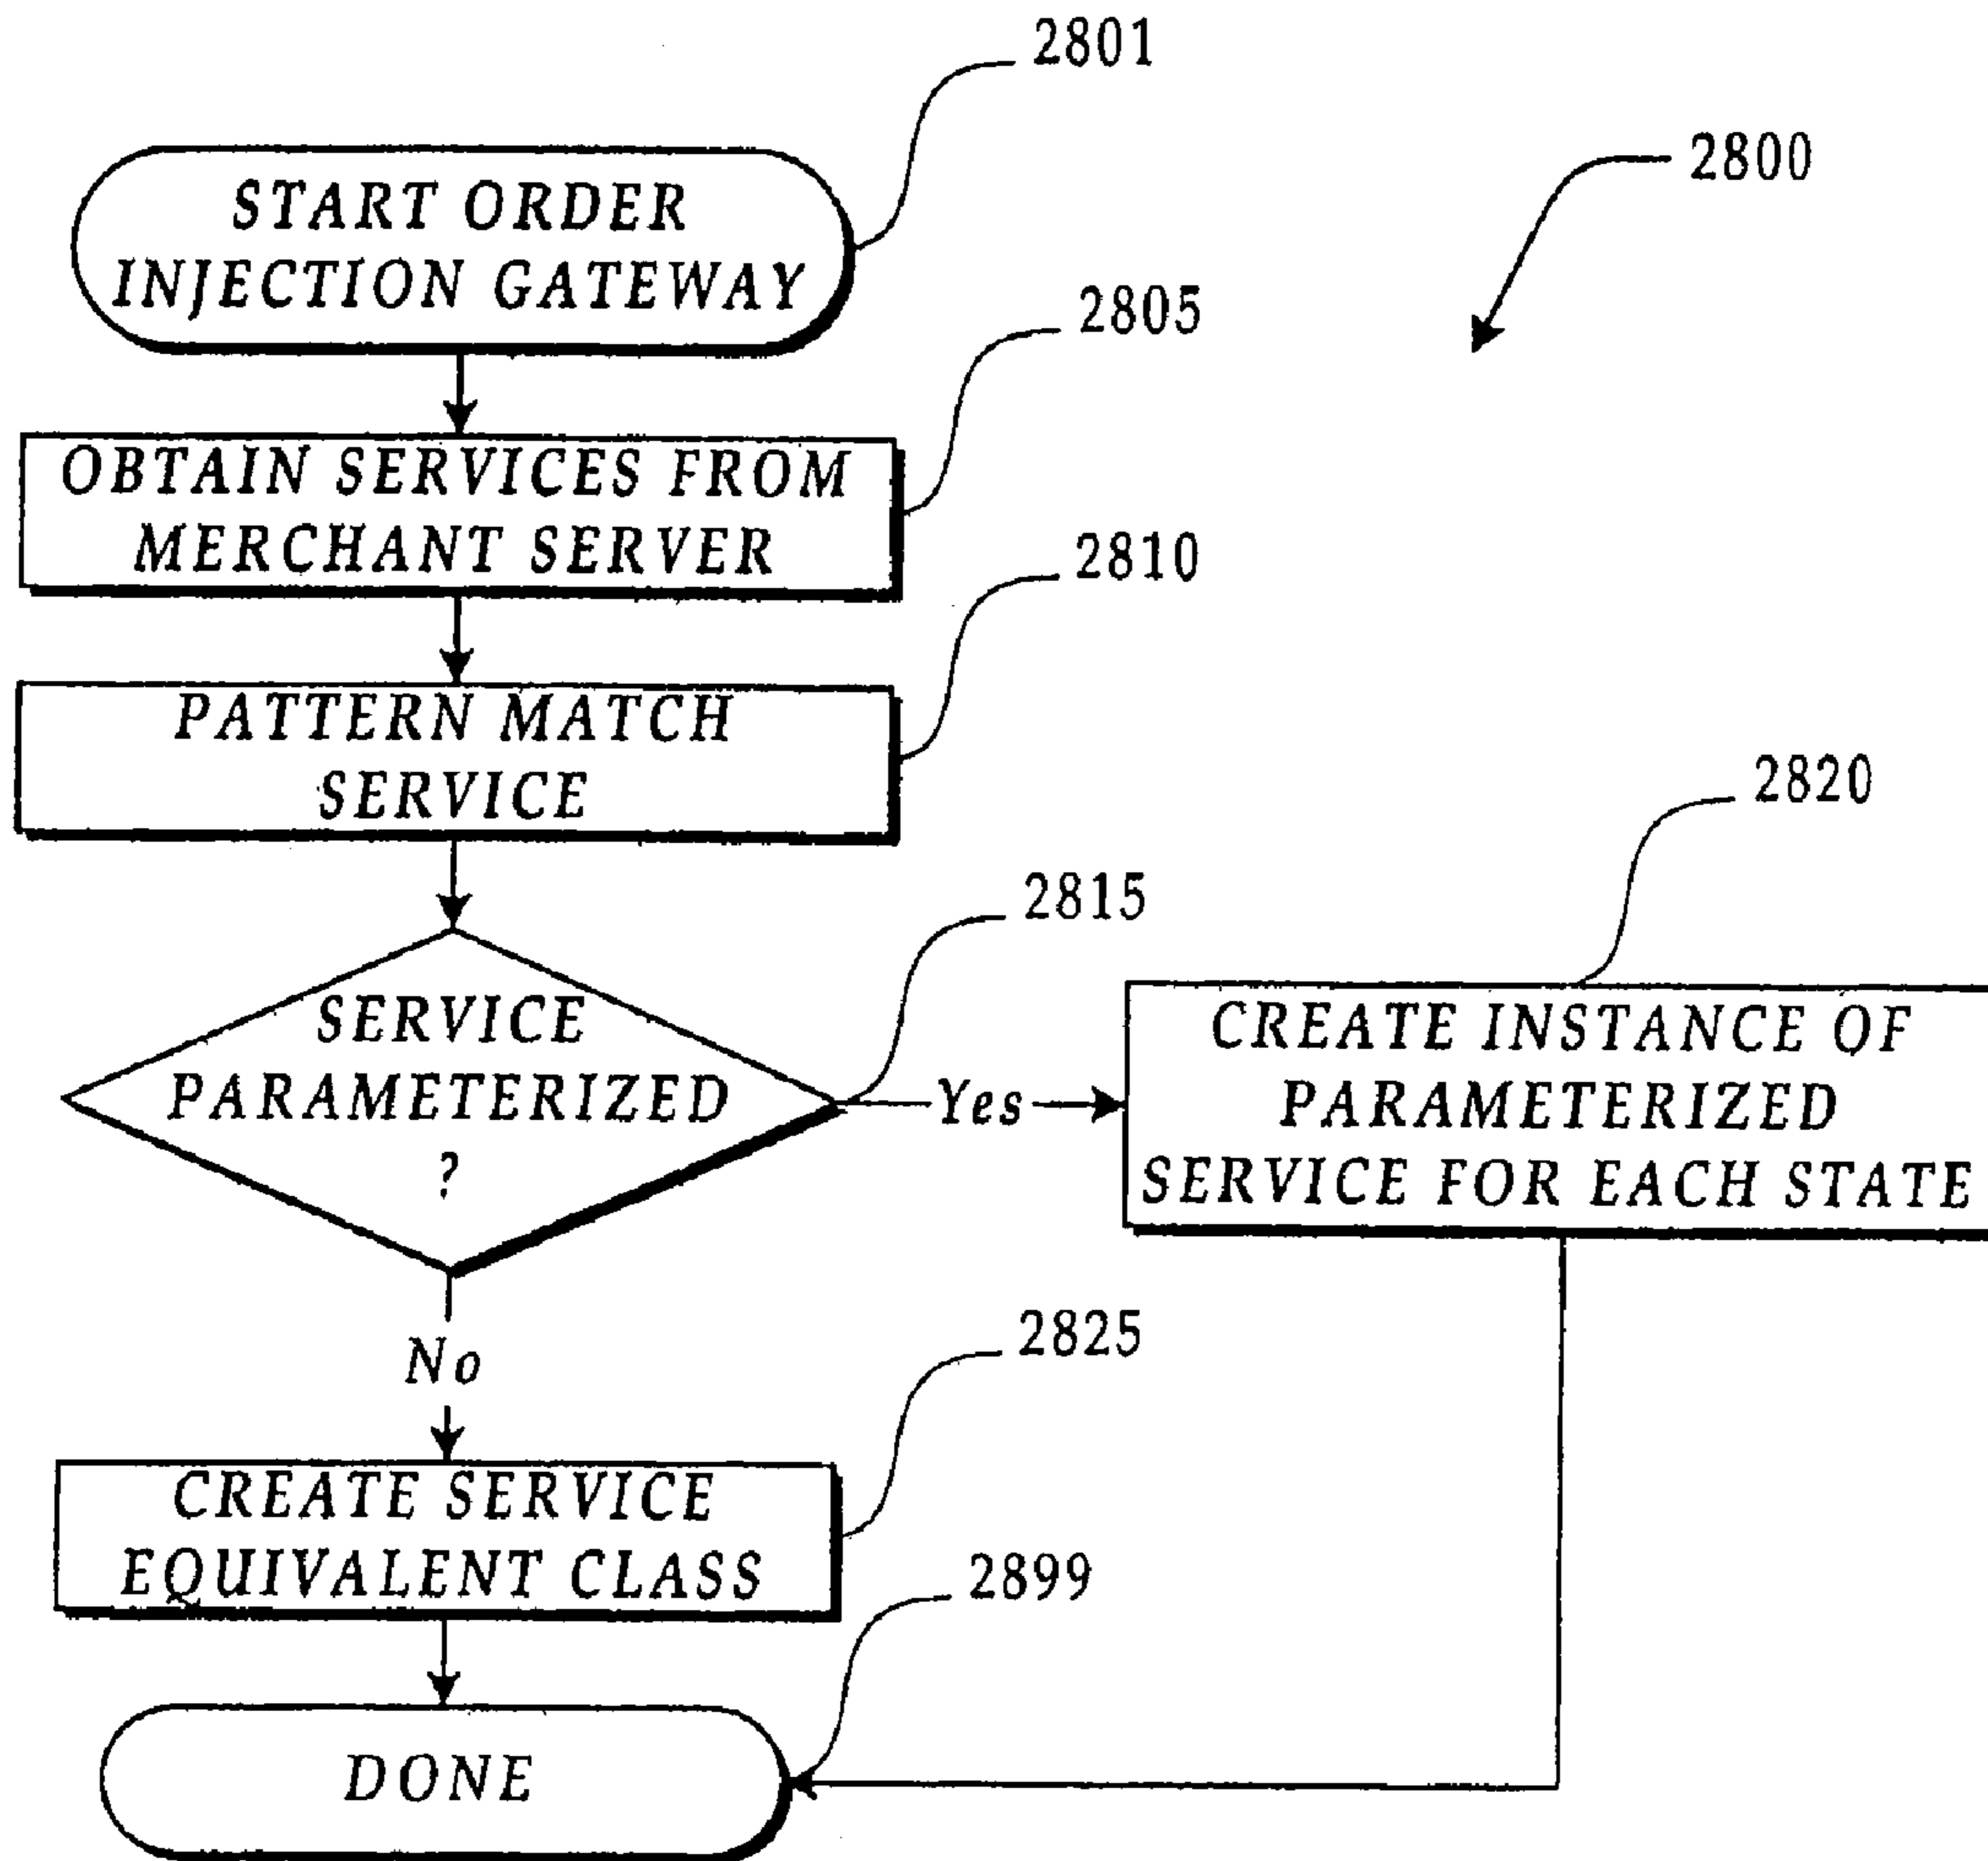 2801
2800
START ORDER
INJECTION GATEWAY
2805
OBTAIN SERVICES FROM
MERCHANT SERVER
2810
PATTERN MATCH
SERVICE
2815
SERVICE
PARAMETERIZED
?
Yes
2820
CREATE INSTANCE OF
PARAMETERIZED
SERVICE FOR EACH STATE
No
2825
CREATE SERVICE
EQUIVALENT CLASS
2899
DONE